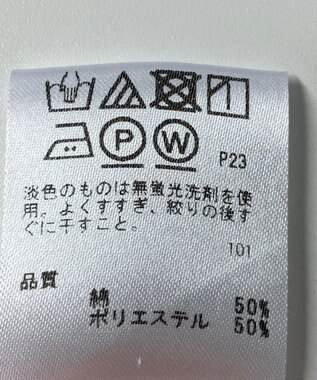 P W P23
淡色のものは無蛍光洗剤を使
用。よくすすぎ、絞りの後す
ぐに干すこと。
101
品質
綿 50%
ポリエステル 50%